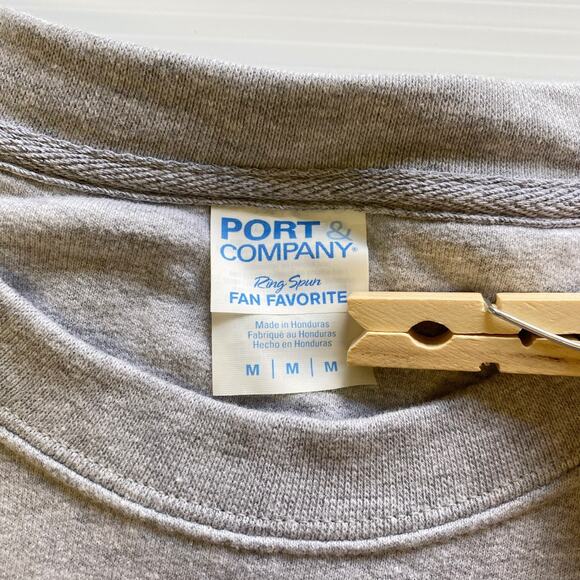 PORT &
COMPANY®
Ring Spun
FAN FAVORITE
Made in Honduras
Fabriqué au Honduras
Hecho en Honduras
M | M | M